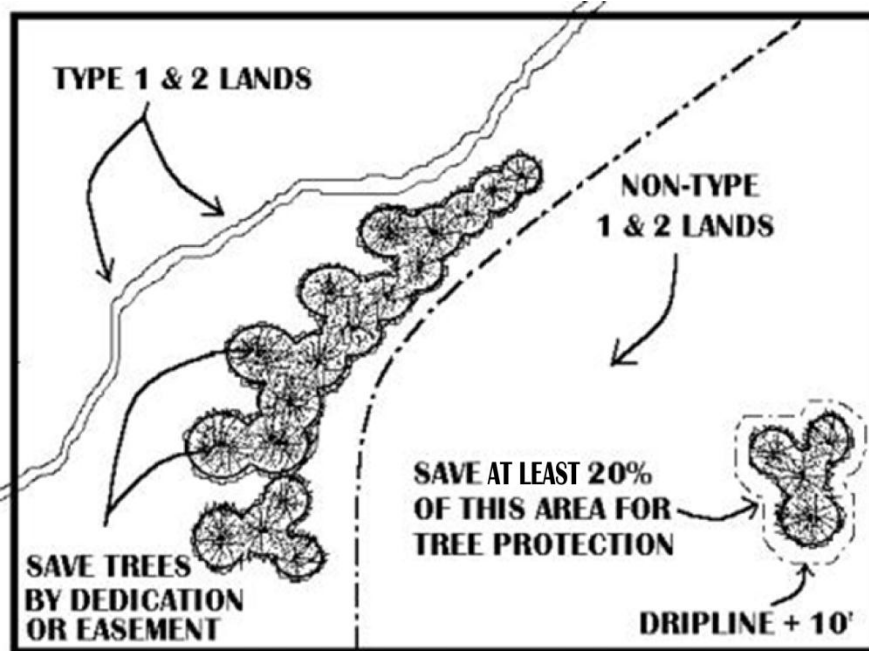 TYPE 1 & 2 LANDS
NON-TYPE
1 & 2 LANDS
SAVE AT LEAST 20%
OF THIS AREA FOR
TREE PROTECTION
SAVE TREES
BY DEDICATION
OR EASEMENT
DRIPLINE + 10'